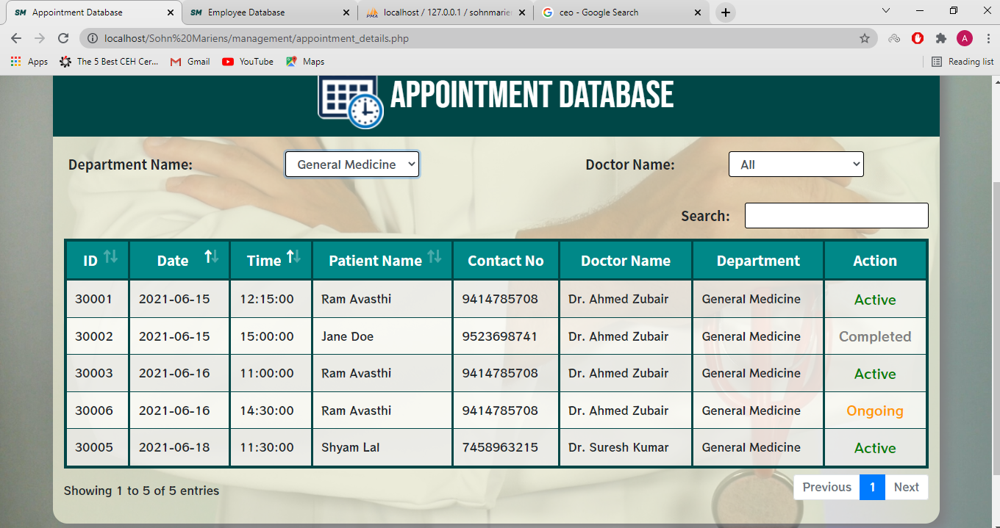 SM Appointment Database
SM Employee Database
PMA localhost / 127.0.0.1 / sohnmarie
G ceo - Google Search
localhost/Sohn%20Mariens/management/appointment_details.php
A
Apps The 5 Best CEH Cer... Gmail YouTube Maps Reading list
APPOINTMENT DATABASE
Department Name: General Medicine Doctor Name: All
Search:
ID Date Time Patient Name Contact No Doctor Name Department Action
30001 2021-06-15 12:15:00 Ram Avasthi 9414785708 Dr. Ahmed Zubair General Medicine Active
30002 2021-06-15 15:00:00 Jane Doe 9523698741 Dr. Ahmed Zubair General Medicine Completed
30003 2021-06-16 11:00:00 Ram Avasthi 9414785708 Dr. Ahmed Zubair General Medicine Active
30006 2021-06-16 14:30:00 Ram Avasthi 9414785708 Dr. Ahmed Zubair General Medicine Ongoing
30005 2021-06-18 11:30:00 Shyam Lal 7458963215 Dr. Suresh Kumar General Medicine Active
Showing 1 to 5 of 5 entries Previous 1 Next